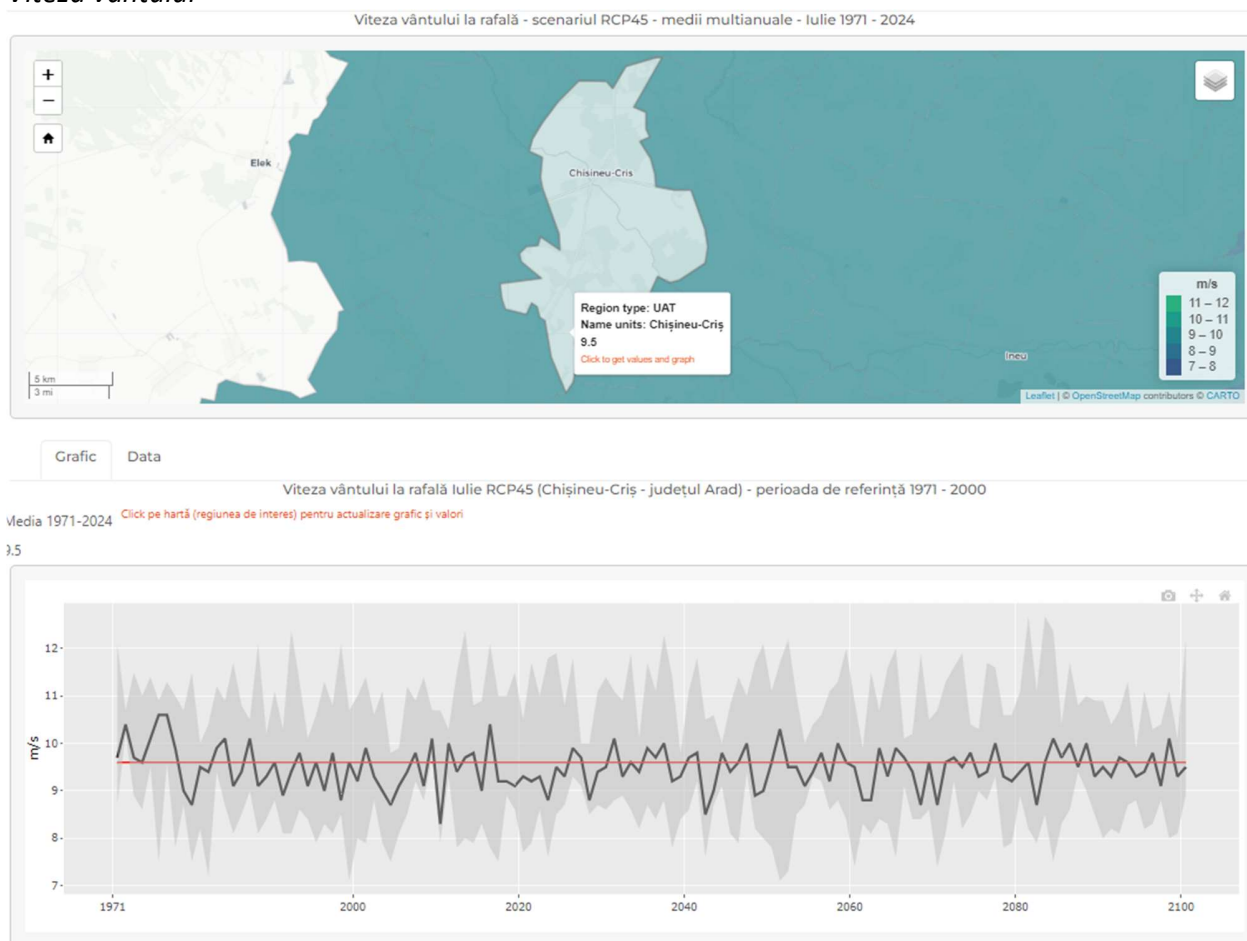 Viteza vântului
Viteza vântului la rafală - scenariul RCP45 - medii multianuale - Iulie 1971 - 2024
+
−
Elek
Chisineu-Cris
Region type: UAT
Name units: Chișineu-Criș
9.5
Click to get values and graph
Ineu
m/s
11 – 12
10 – 11
9 – 10
8 – 9
7 – 8
5 km
3 mi
Leaflet | © OpenStreetMap contributors © CARTO
Grafic Data
Viteza vântului la rafală Iulie RCP45 (Chișineu-Criș - județul Arad) - perioada de referință 1971 - 2000
Media 1971-2024 Click pe hartă (regiunea de interes) pentru actualizare grafic și valori
9.5
m/s
12
11
10
9
8
7
1971 2000 2020 2040 2060 2080 2100